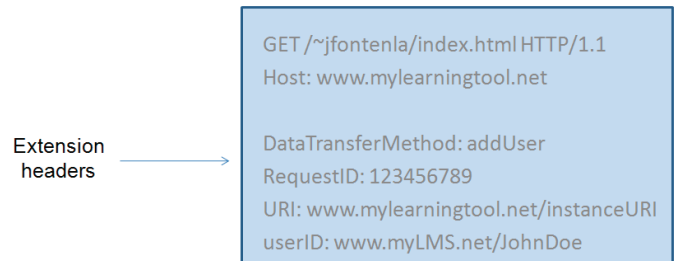 GET /~jfontenla/index.html HTTP/1.1
Host: www.mylearningtool.net
Extension
headers
DataTransferMethod: addUser
RequestID: 123456789
URI: www.mylearningtool.net/instanceURI
userID: www.myLMS.net/JohnDoe